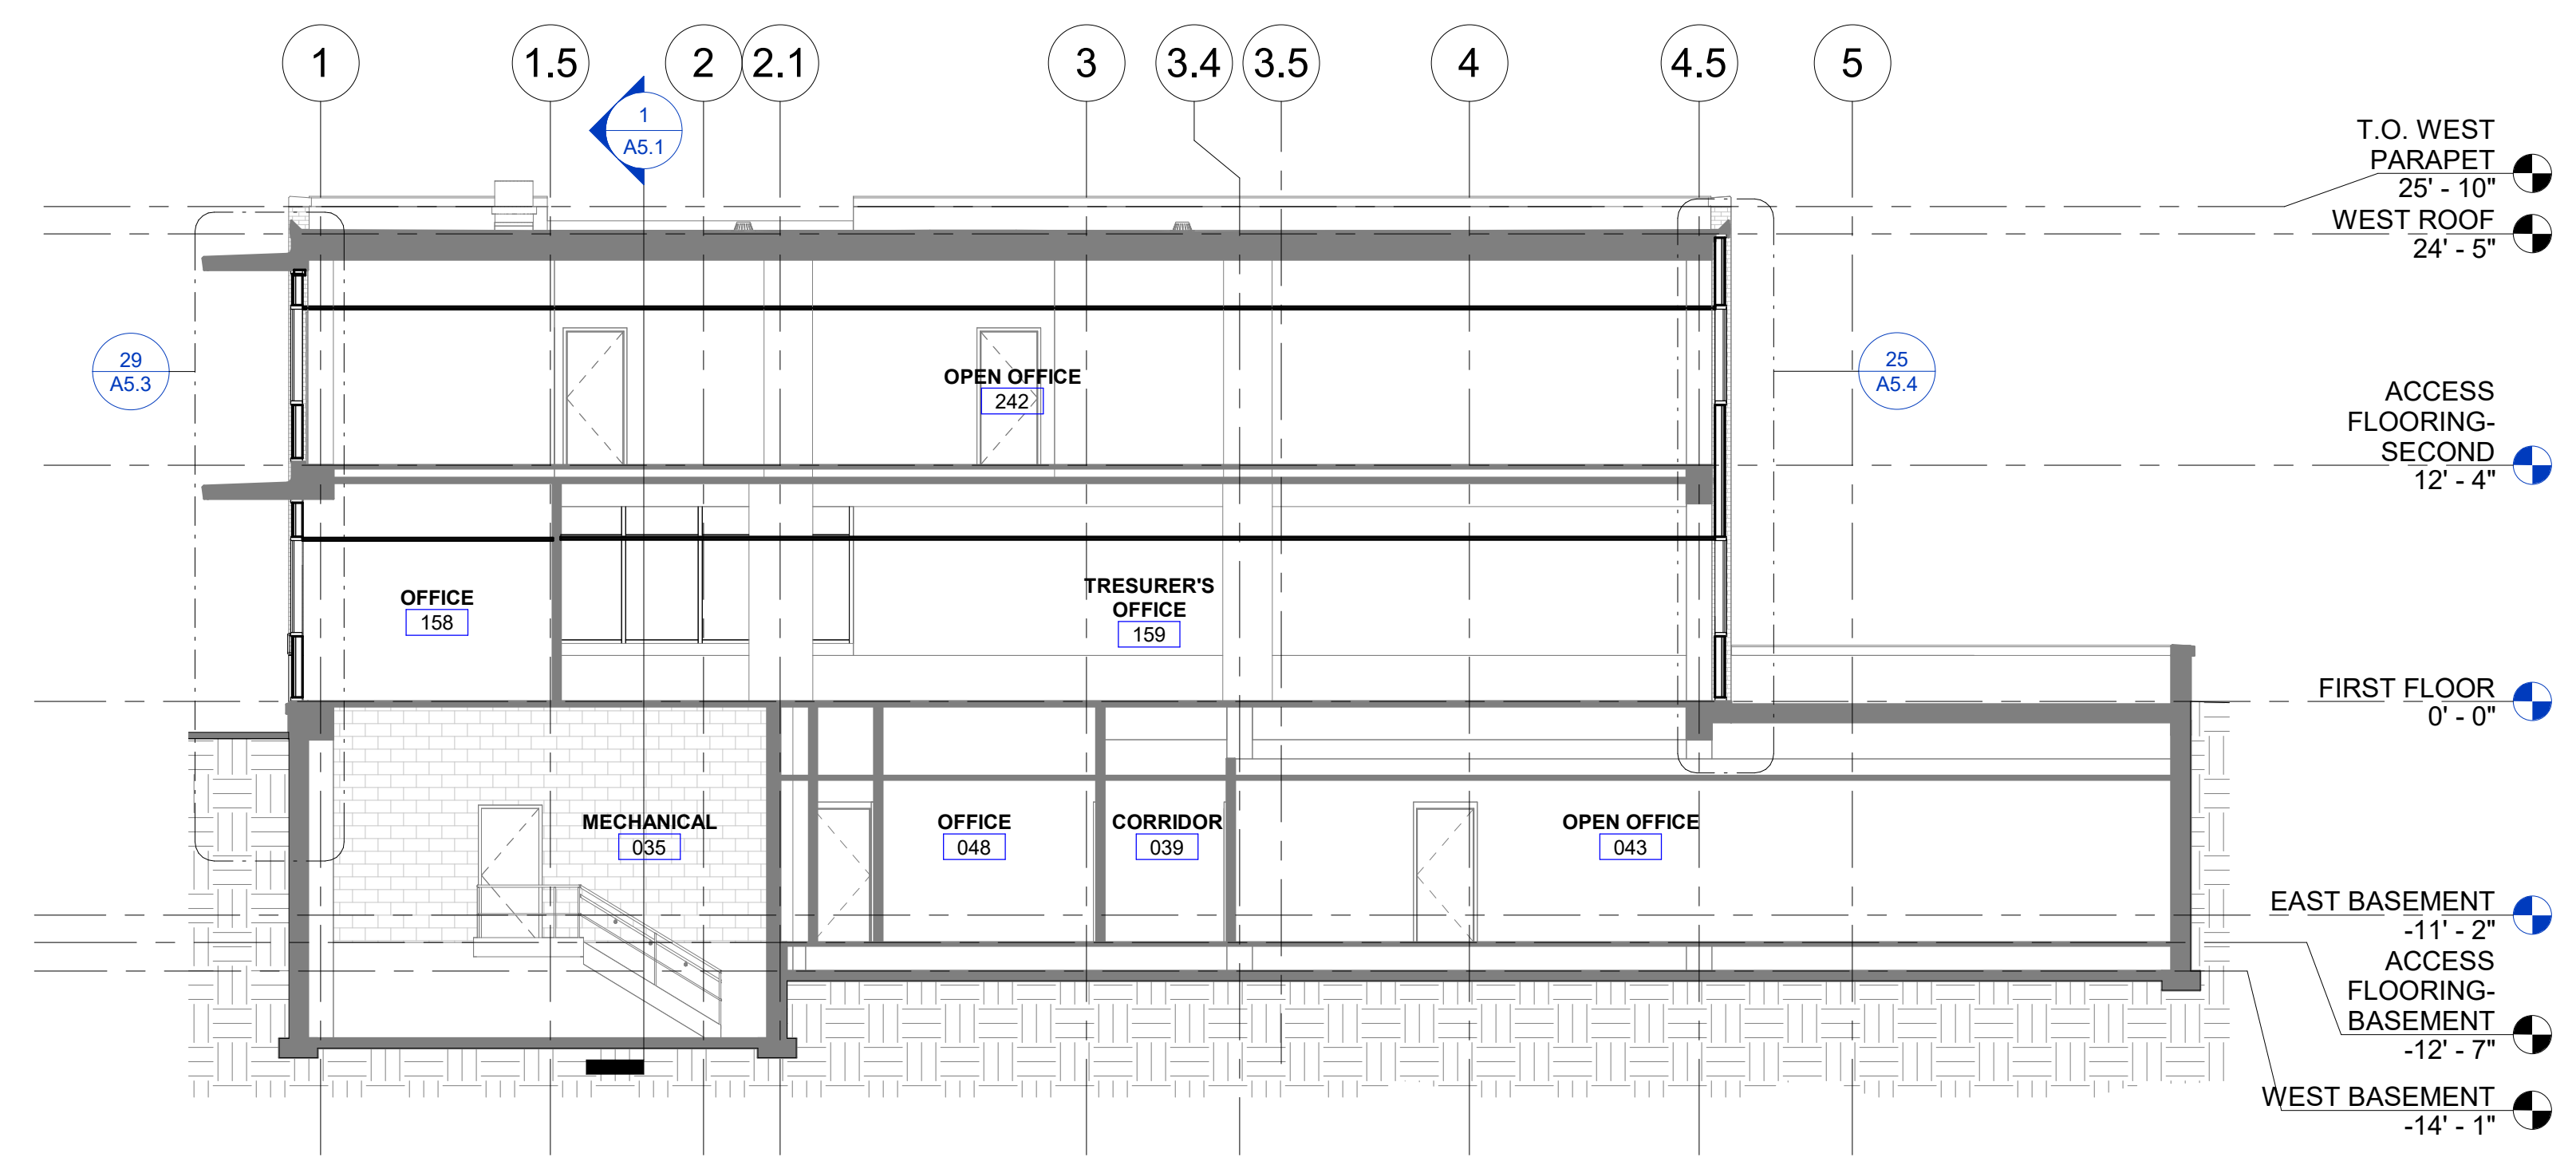 1
1.5
2
2.1
3
3.4
3.5
4
4.5
5
1
A5.1
T.O. WEST
PARAPET
25' - 10"
WEST ROOF
24' - 5"
29
A5.3
25
A5.4
OPEN OFFICE
242
ACCESS
FLOORING-
SECOND
12' - 4"
OFFICE
158
TRESURER'S
OFFICE
159
FIRST FLOOR
0' - 0"
MECHANICAL
035
OFFICE
048
CORRIDOR
039
OPEN OFFICE
043
EAST BASEMENT
-11' - 2"
ACCESS
FLOORING-
BASEMENT
-12' - 7"
WEST BASEMENT
-14' - 1"